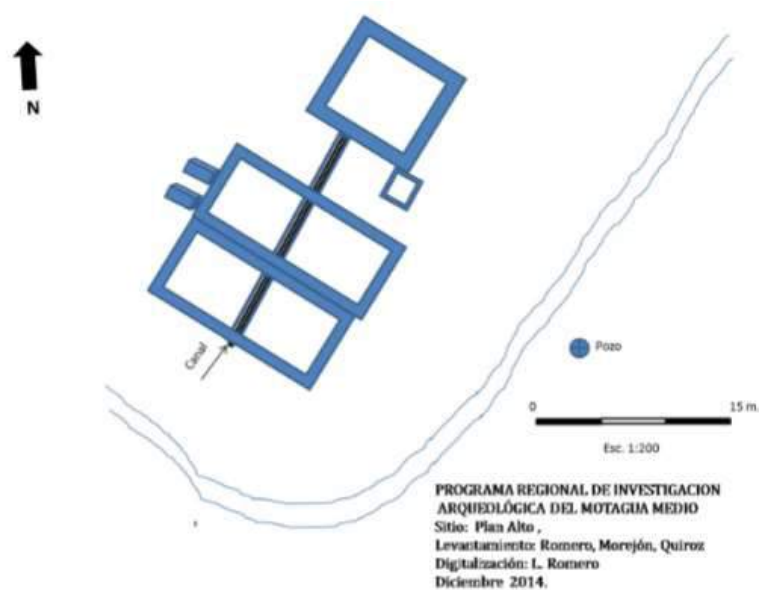 N
Canal
Pozo
0 15 m.
Esc. 1:200
PROGRAMA REGIONAL DE INVESTIGACION
ARQUEOLÓGICA DEL MOTAGUA MEDIO
Sitio: Plan Alto ,
Levantamiento: Romero, Morejón, Quiroz
Digitalización: L. Romero
Diciembre 2014.